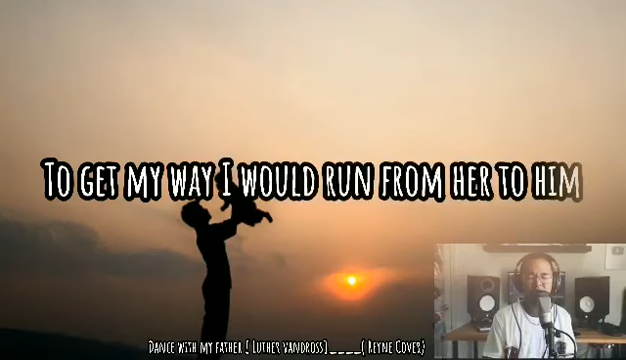 To get my way I would run from her to him
Dance with my father [ Luther vandross]____( Reyne Cover}